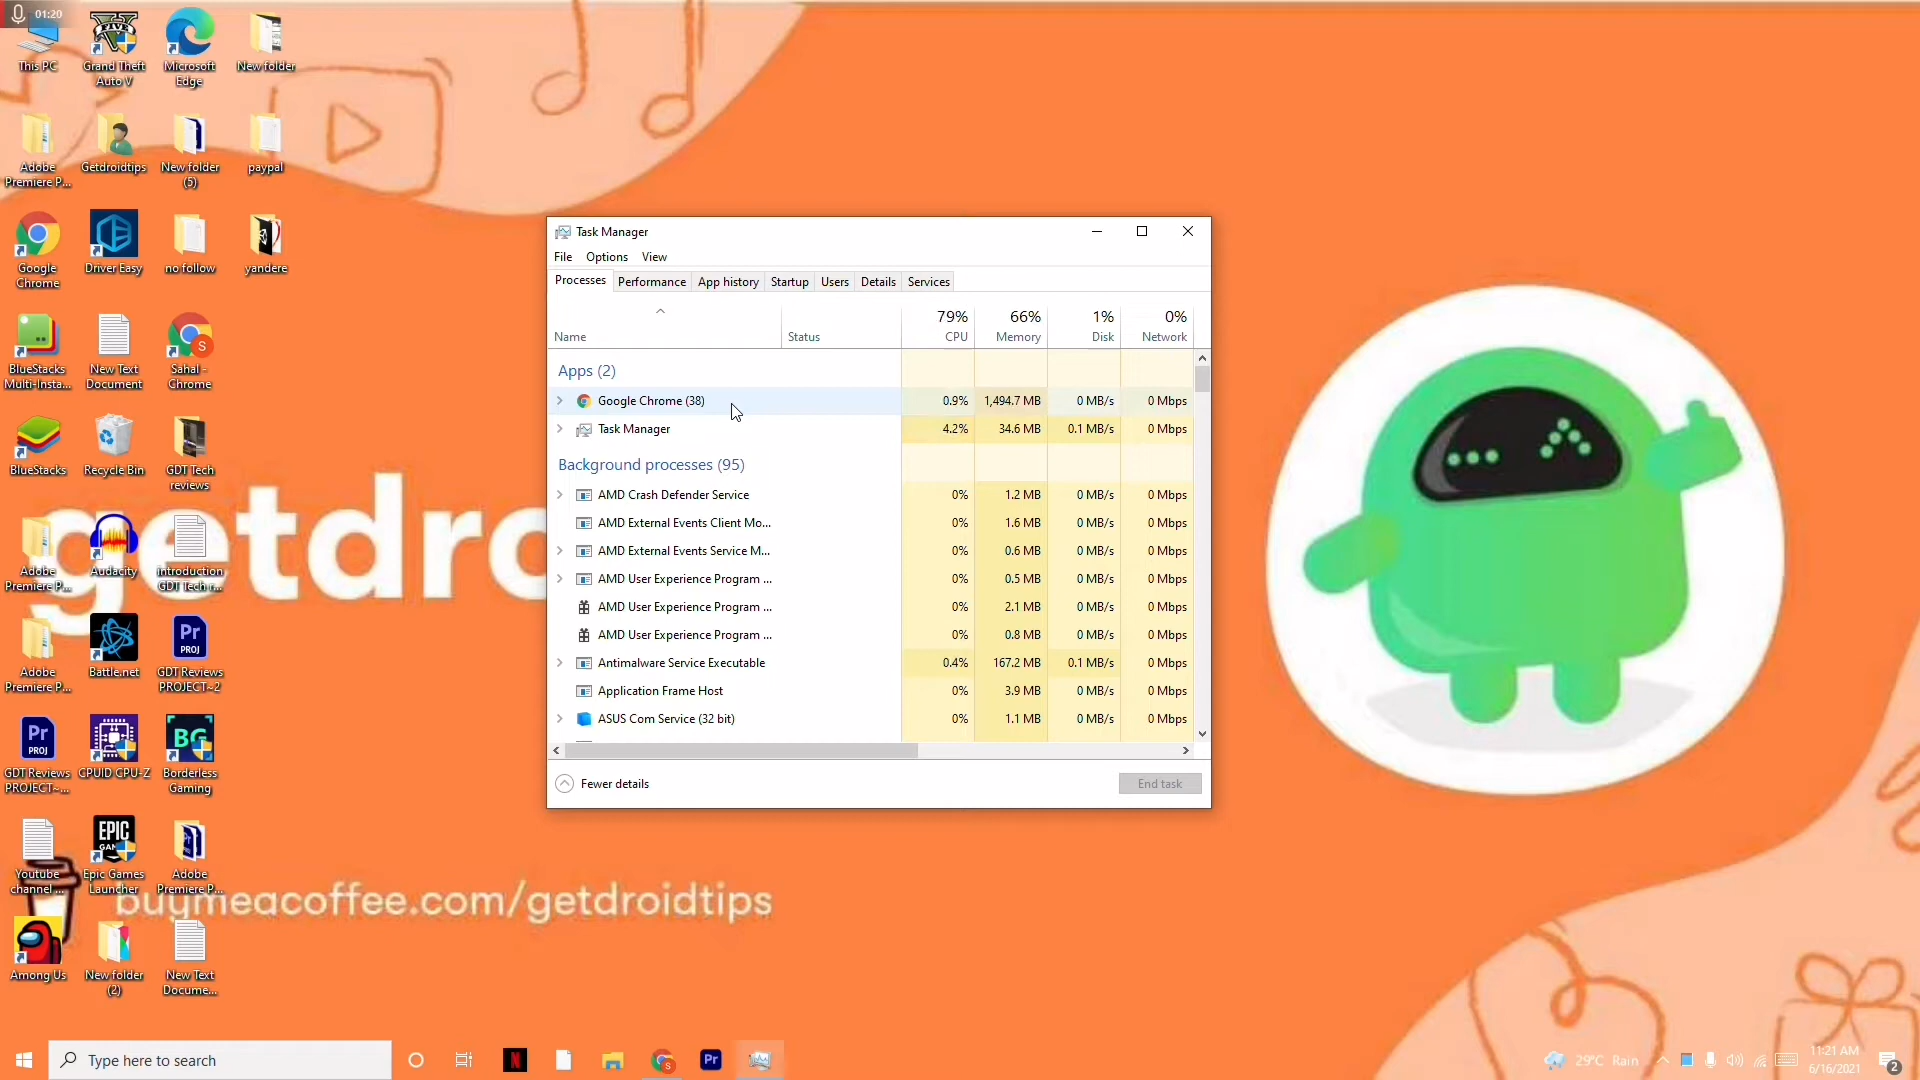 01:20
This PC
Grand Theft
Auto V
Microsoft
Edge
New folder
Adobe
Premiere P...
Getdroidtips
New folder
(5)
paypal
Google
Chrome
Driver Easy
no follow
yandere
BlueStacks
Multi-Insta...
New Text
Document
S
Sahal -
Chrome
BlueStacks
Recycle Bin
GDT Tech
reviews
Adobe
Premiere P...
Audacity
introduction
GDT Tech r...
Adobe
Premiere P...
Battle.net
Pr
PROJ
GDT Reviews
PROJECT~2
Pr
PROJ
GDT Reviews
PROJECT~...
CPUID CPU-Z
BG
Borderless
Gaming
Youtube
channel ...
EPIC
Epic Games
Launcher
Adobe
Premiere P...
Among Us
New folder
(2)
New Text
Docume...
getdro
buymeacoffee.com/getdroidtips
Task Manager
File Options View
Processes Performance App history Startup Users Details Services
79% 66% 1% 0%
Name Status CPU Memory Disk Network
Apps (2)
Google Chrome (38) 0.9% 1,494.7 MB 0 MB/s 0 Mbps
Task Manager 4.2% 34.6 MB 0.1 MB/s 0 Mbps
Background processes (95)
AMD Crash Defender Service 0% 1.2 MB 0 MB/s 0 Mbps
AMD External Events Client Mo... 0% 1.6 MB 0 MB/s 0 Mbps
AMD External Events Service M... 0% 0.6 MB 0 MB/s 0 Mbps
AMD User Experience Program ... 0% 0.5 MB 0 MB/s 0 Mbps
AMD User Experience Program ... 0% 2.1 MB 0 MB/s 0 Mbps
AMD User Experience Program ... 0% 0.8 MB 0 MB/s 0 Mbps
Antimalware Service Executable 0.4% 167.2 MB 0.1 MB/s 0 Mbps
Application Frame Host 0% 3.9 MB 0 MB/s 0 Mbps
ASUS Com Service (32 bit) 0% 1.1 MB 0 MB/s 0 Mbps
Fewer details
End task
Type here to search
N
Pr
29°C Rain
11:21 AM
6/16/2021
2